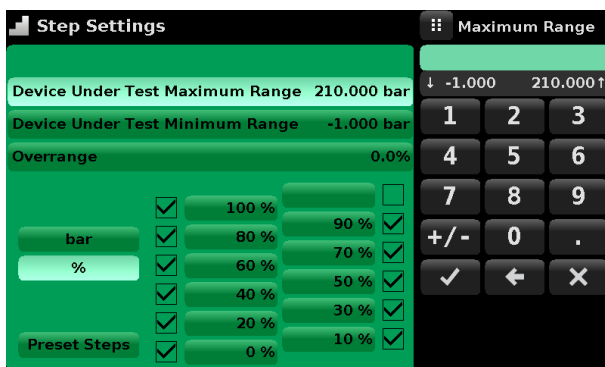 Step Settings
Device Under Test Maximum Range 210.000 bar
Device Under Test Minimum Range -1.000 bar
Overrange 0.0%
100 %
90 %
bar
80 %
70 %
%
60 %
50 %
40 %
30 %
20 %
10 %
Preset Steps
0 %
Maximum Range
↓ -1.000 210.000↑
1 2 3
4 5 6
7 8 9
+/- 0 .